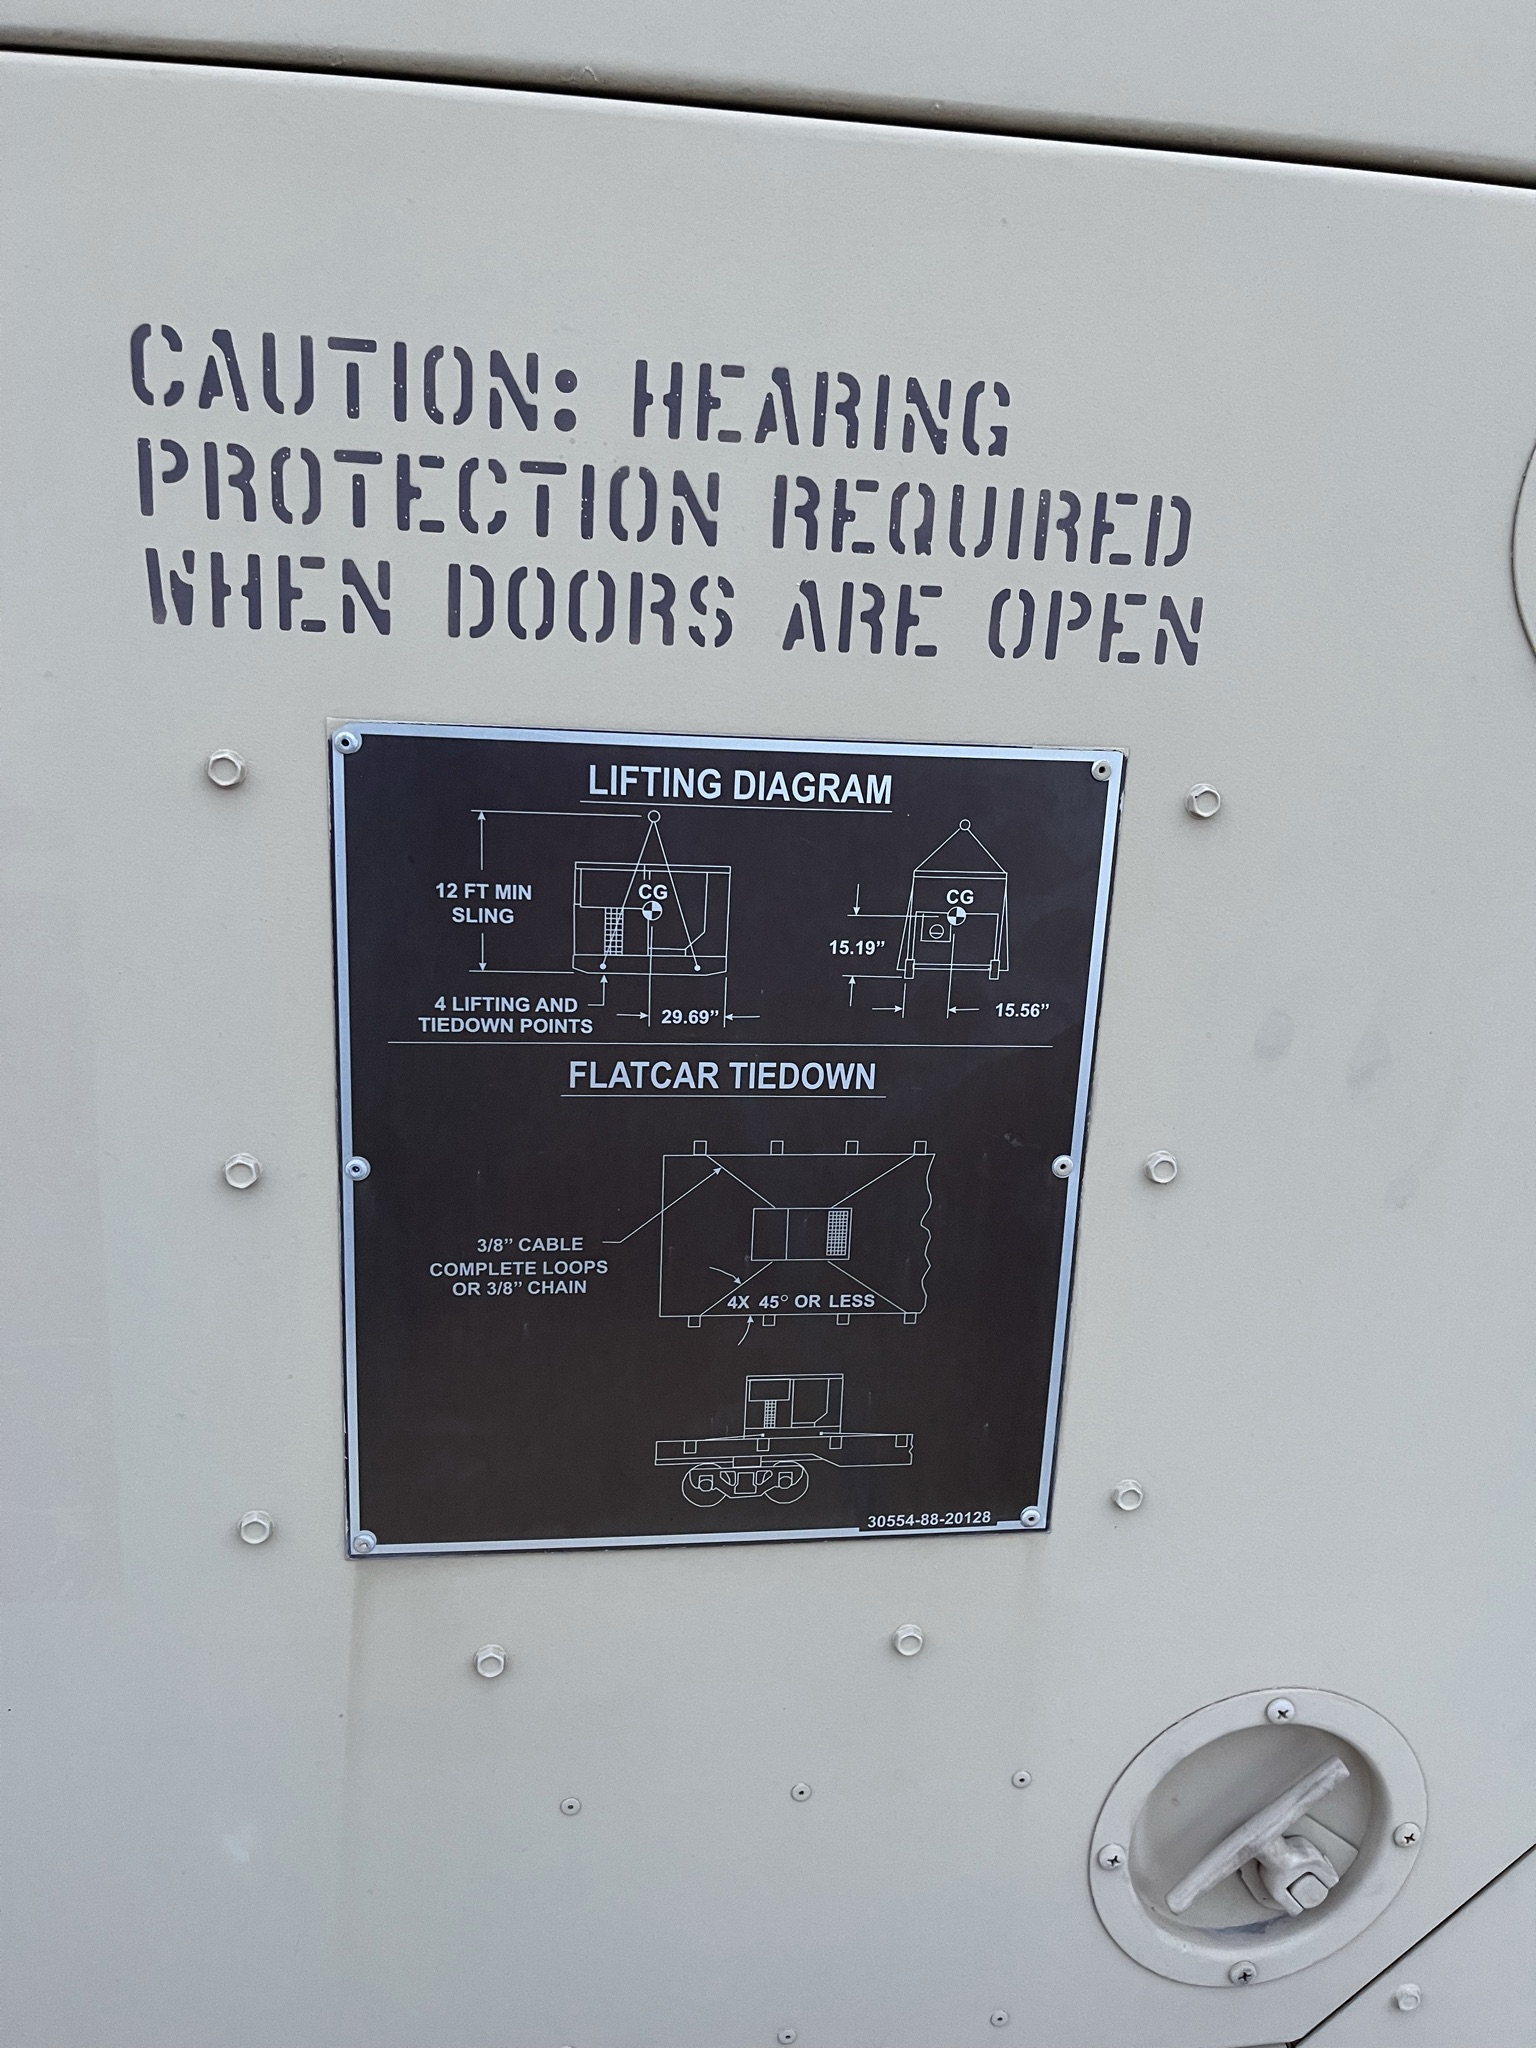 CAUTION: HEARING
PROTECTION REQUIRED
WHEN DOORS ARE OPEN
LIFTING DIAGRAM
12 FT MIN
SLING
CG
4 LIFTING AND
TIEDOWN POINTS
29.69”
CG
15.19”
15.56”
FLATCAR TIEDOWN
3/8” CABLE
COMPLETE LOOPS
OR 3/8” CHAIN
4X 45° OR LESS
30554-88-20128